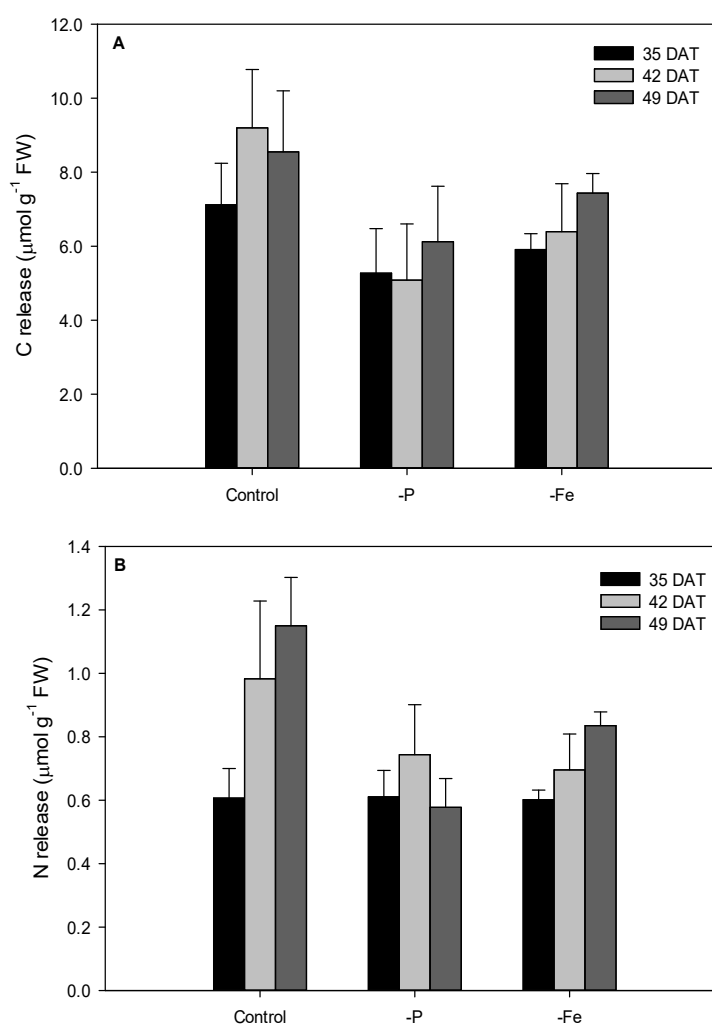 A
12.0
35 DAT
42 DAT
49 DAT
10.0
8.0
6.0
4.0
2.0
0.0
C release (μmol g⁻¹ FW)
Control -P -Fe
B
1.4
35 DAT
42 DAT
49 DAT
1.2
1.0
0.8
0.6
0.4
0.2
0.0
N release (μmol g⁻¹ FW)
Control -P -Fe